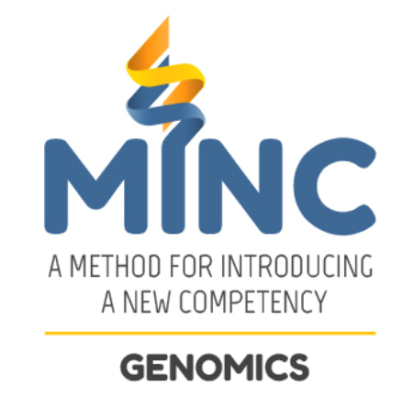 MINC
A METHOD FOR INTRODUCING
A NEW COMPETENCY
GENOMICS